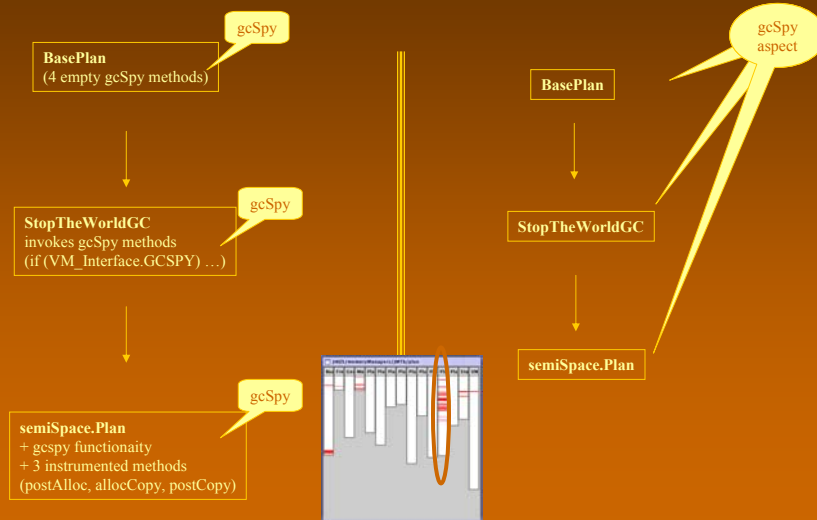 gcSpy
BasePlan
(4 empty gcSpy methods)
gcSpy
StopTheWorldGC
invokes gcSpy methods
(if (VM_Interface.GCSPY) …)
gcSpy
semiSpace.Plan
+ gcspy functionaity
+ 3 instrumented methods
(postAlloc, allocCopy, postCopy)
gcSpy
aspect
BasePlan
StopTheWorldGC
semiSpace.Plan